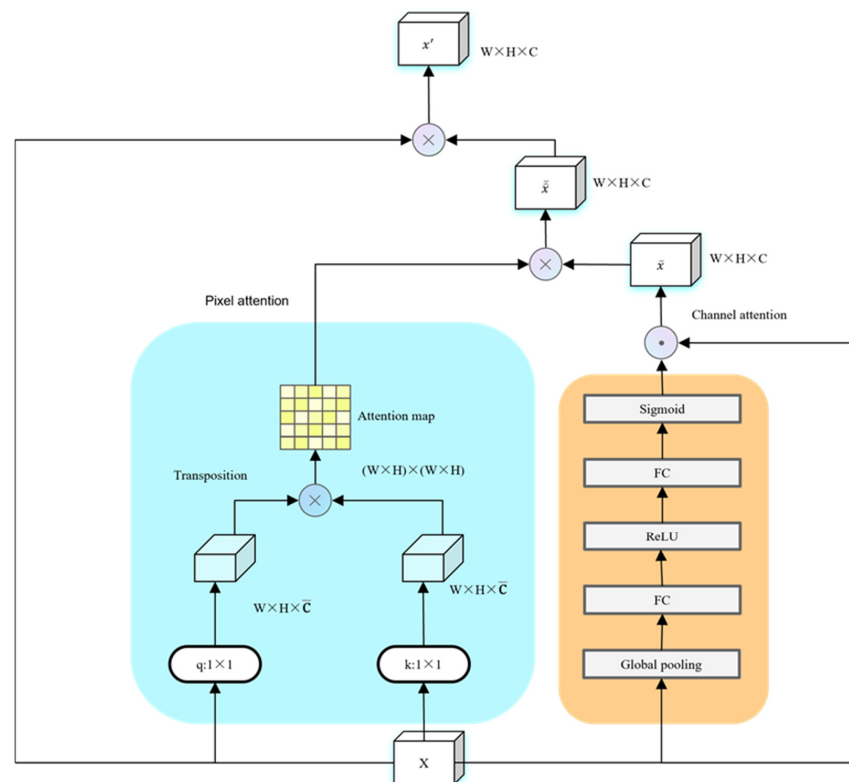 x′
W×H×C
×
x̿
W×H×C
×
x̄
W×H×C
Pixel attention
Channel attention
Sigmoid
Attention map
Transposition
(W×H)×(W×H)
FC
×
ReLU
W×H×C̅
W×H×C̅
FC
q:1×1
k:1×1
Global pooling
X